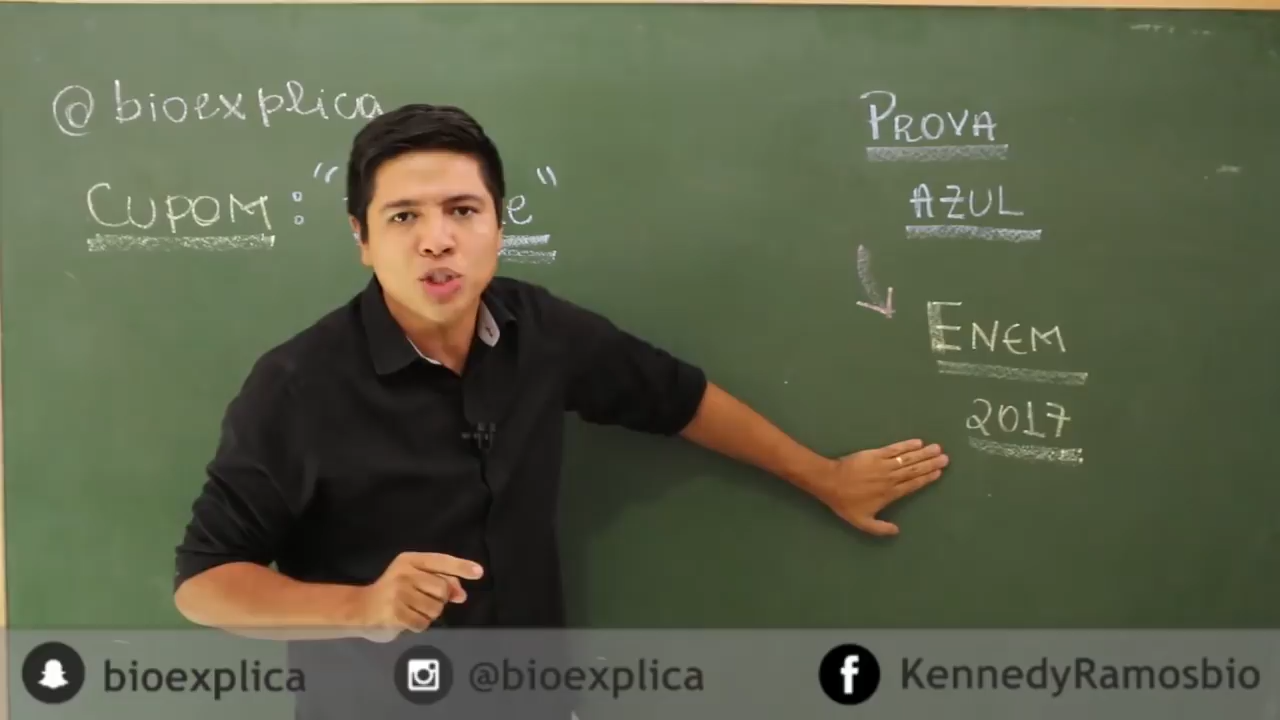 @bioexplica
CUPOM: "
"
PROVA
AZUL
ENEM
2017
bioexplica
@bioexplica
KennedyRamosbio